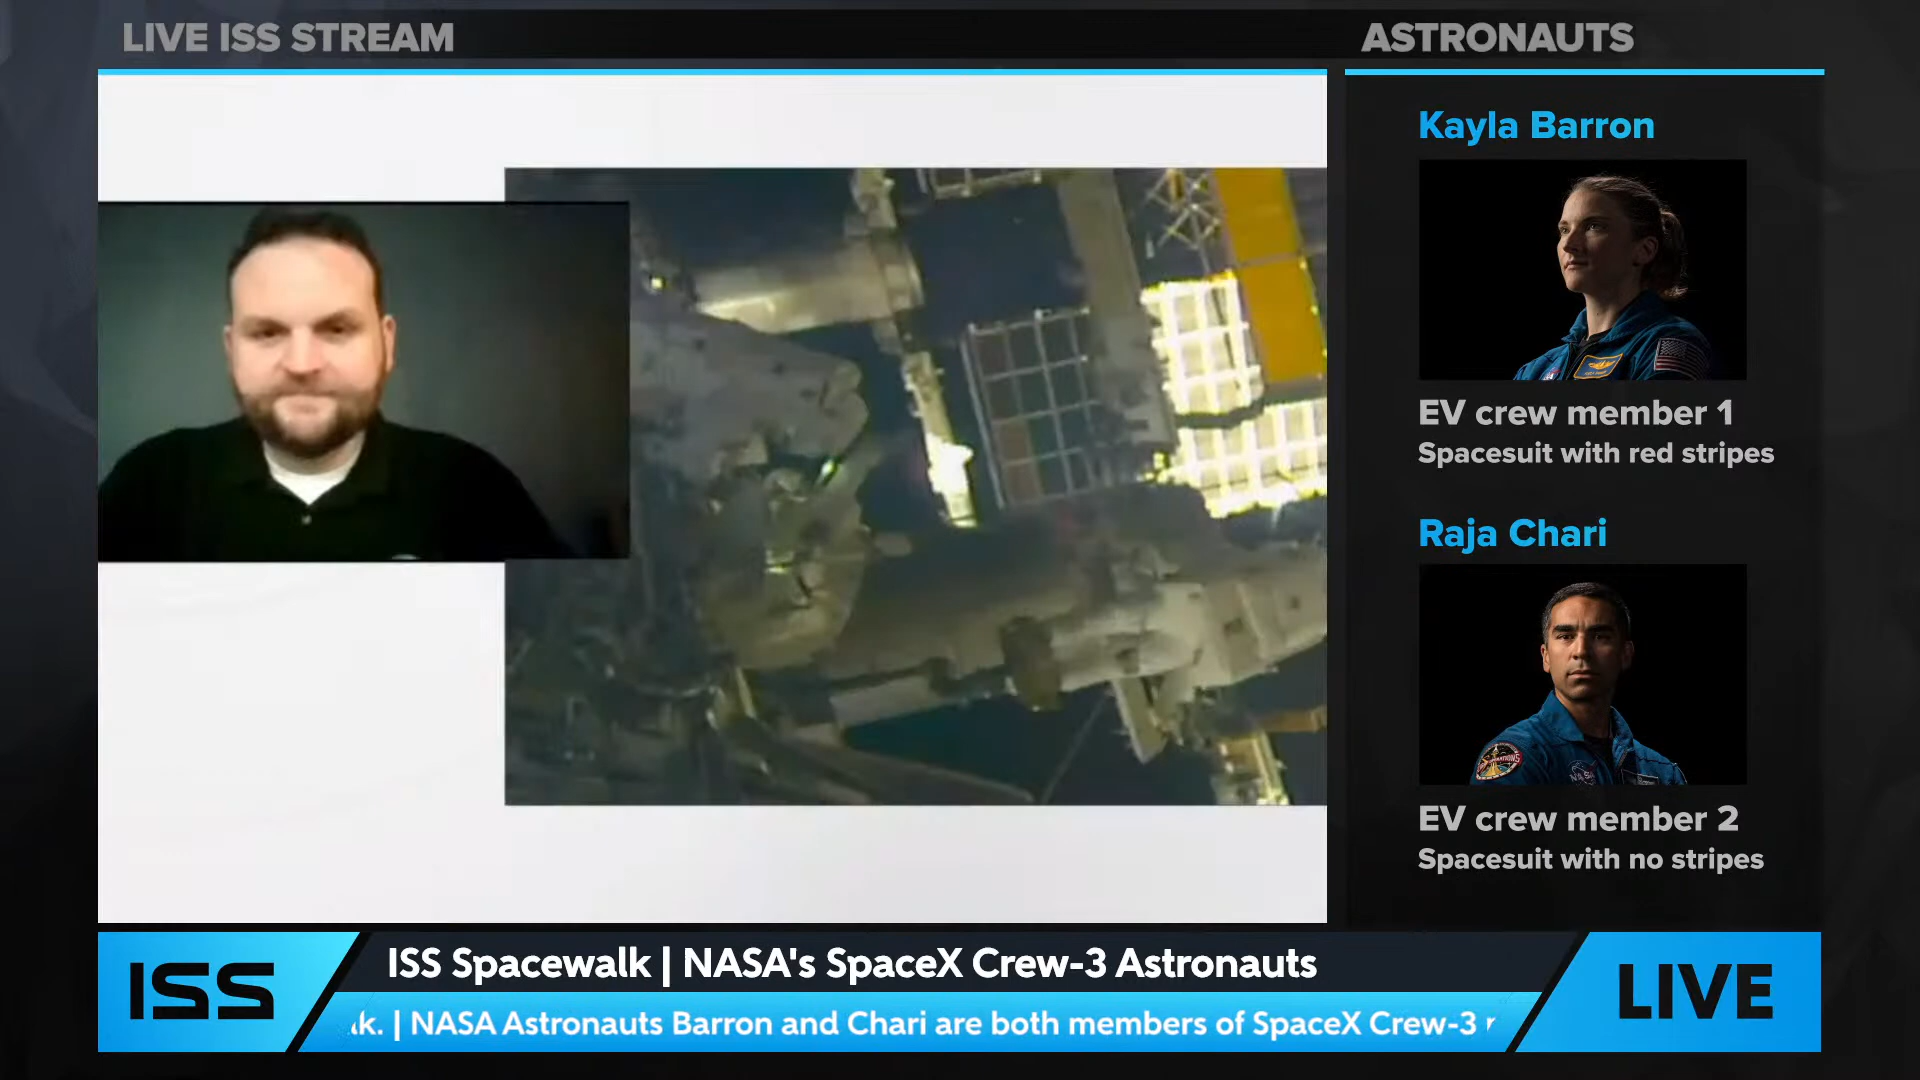 LIVE ISS STREAM
ASTRONAUTS
Kayla Barron
EV crew member 1
Spacesuit with red stripes
Raja Chari
EV crew member 2
Spacesuit with no stripes
ISS
ISS Spacewalk | NASA's SpaceX Crew-3 Astronauts
| NASA Astronauts Barron and Chari are both members of SpaceX Crew-3
LIVE
NASA